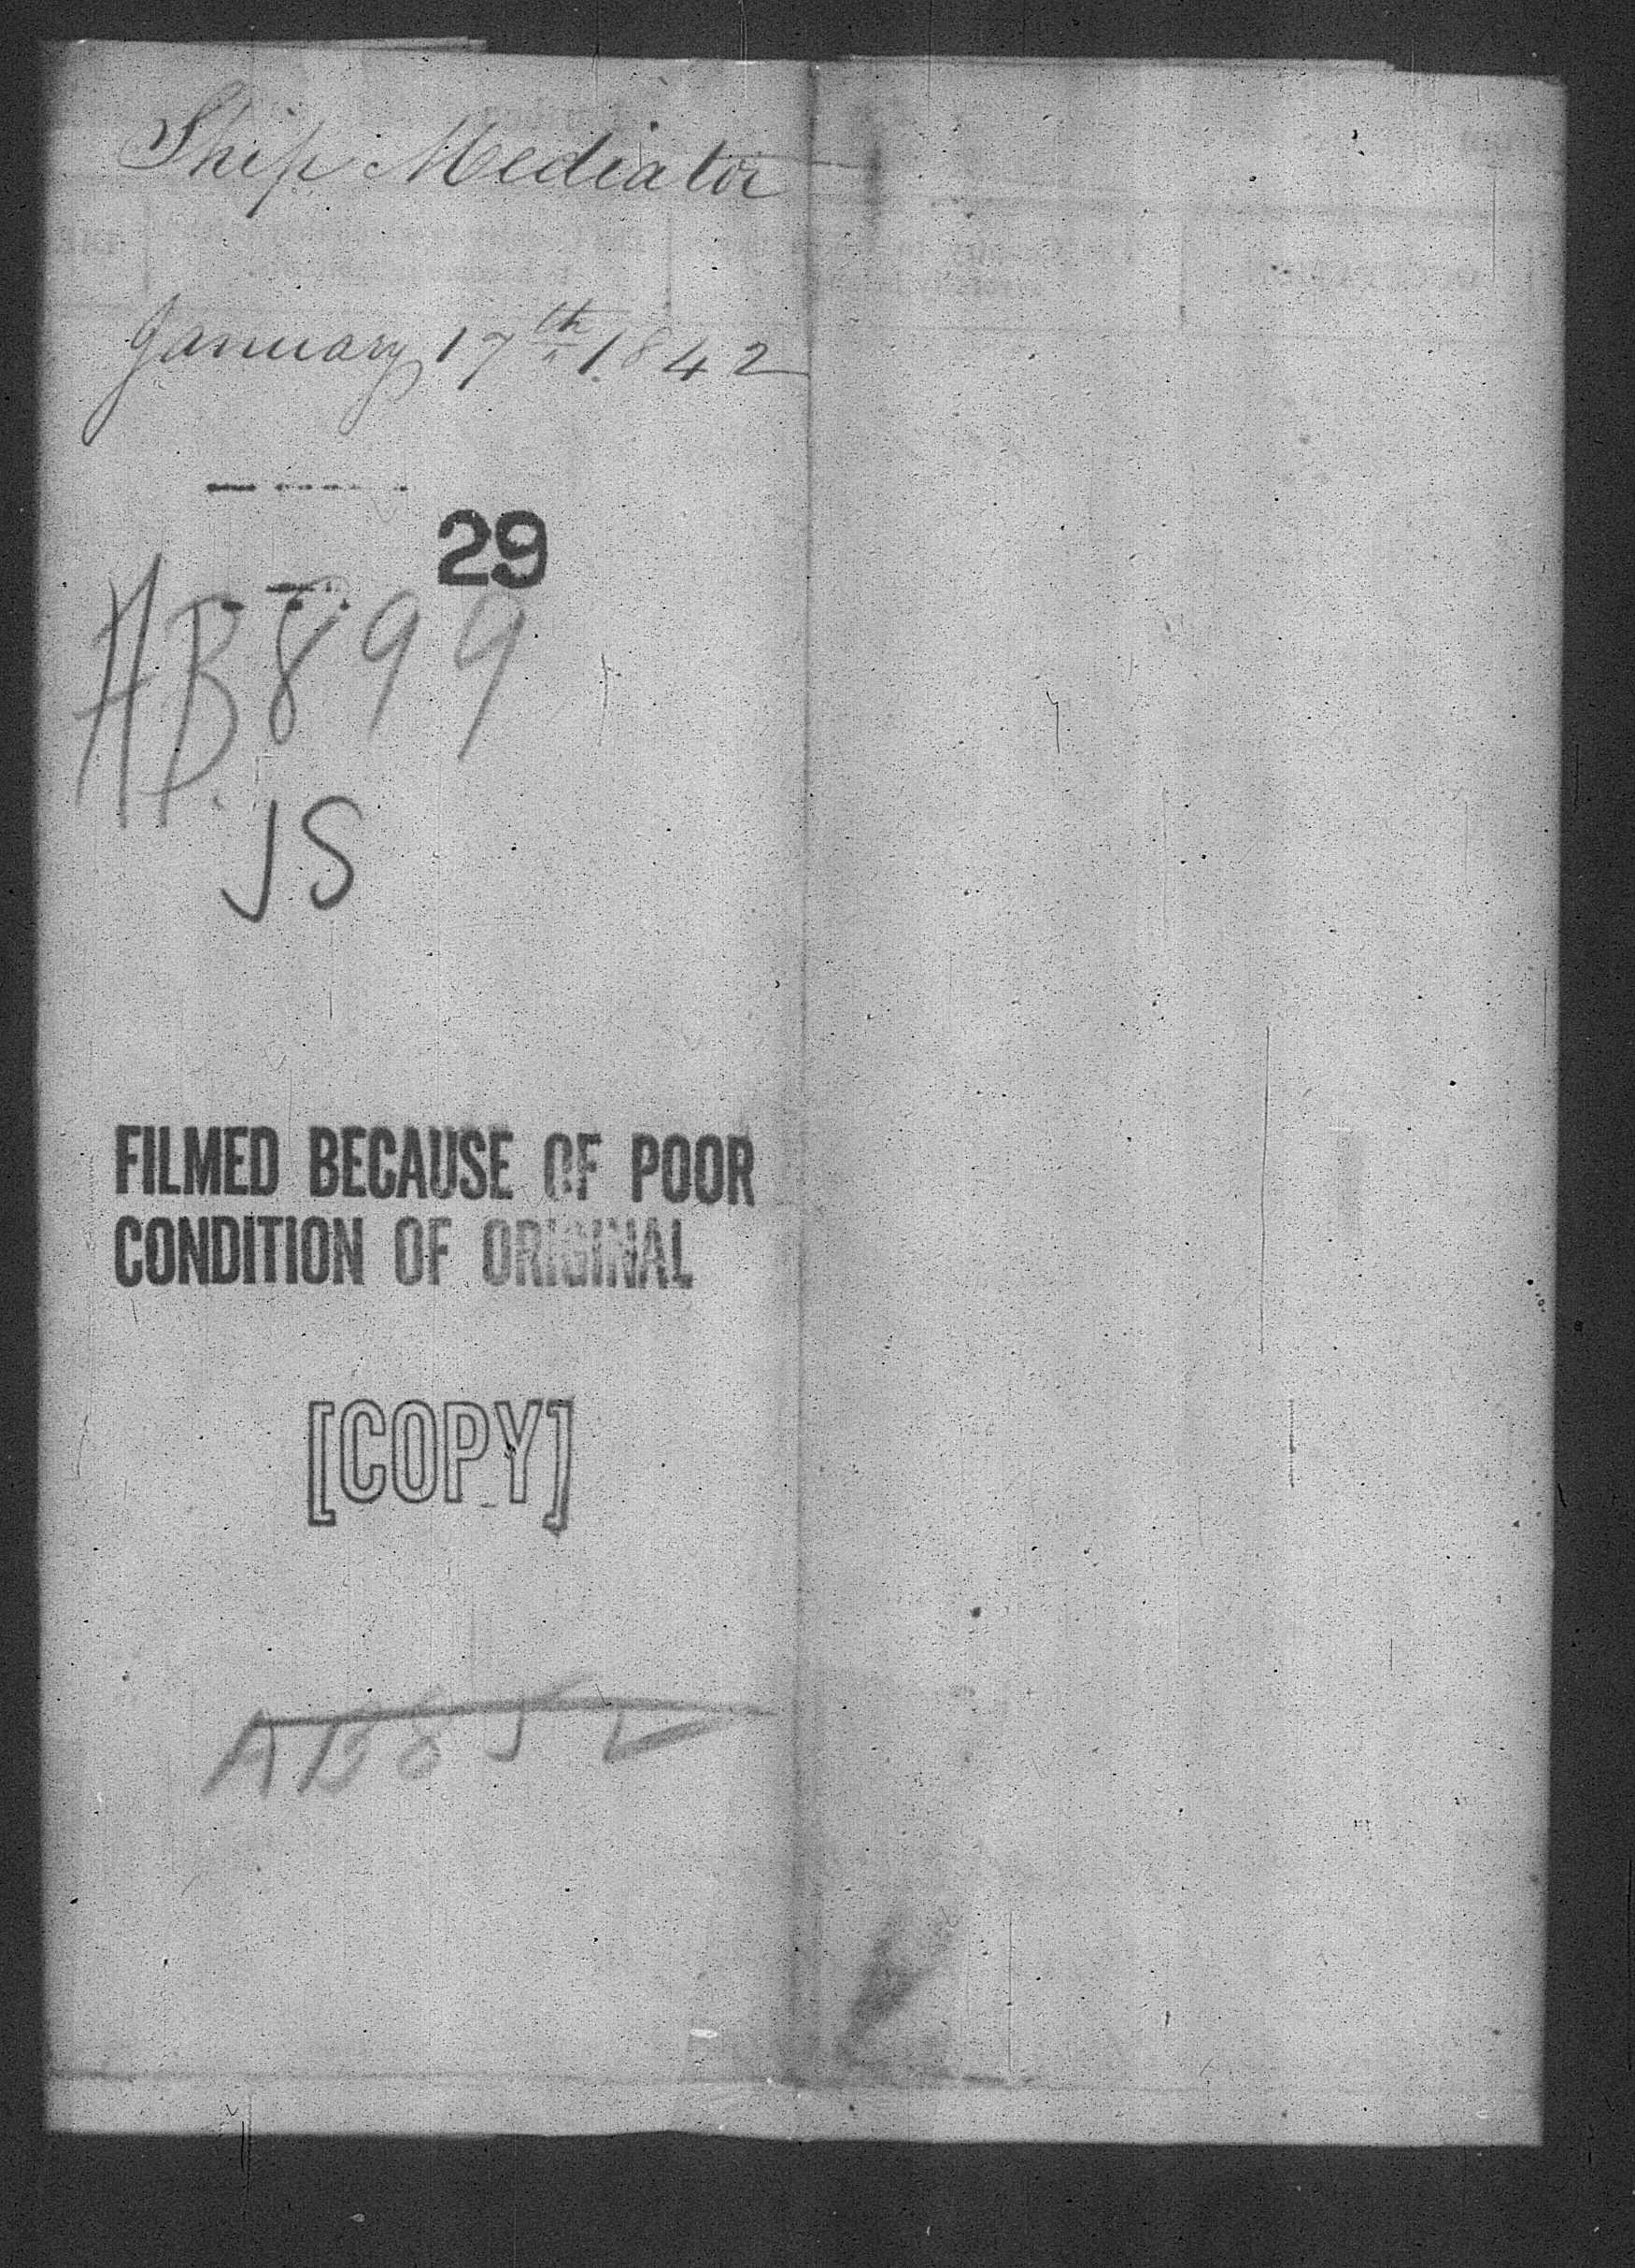 Ship Mediator
January 17th 1842
29
AB899
JS
FILMED BECAUSE OF POOR
CONDITION OF ORIGINAL
[COPY]